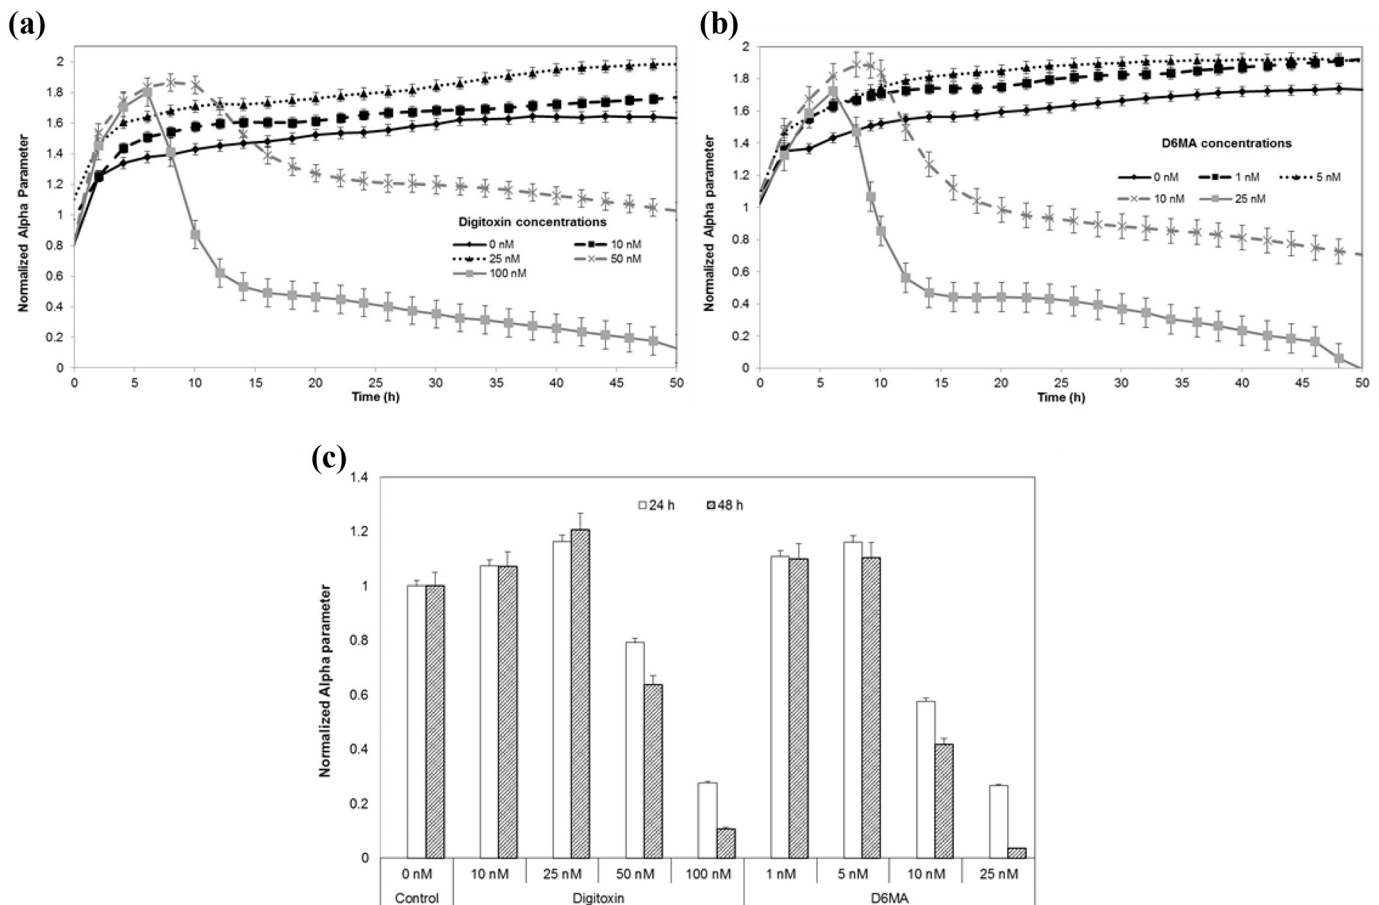 (a)
Normalized Alpha Parameter
2
1.8
1.6
1.4
1.2
1
0.8
0.6
0.4
0.2
0
0 5 10 15 20 25 30 35 40 45 50
Time (h)
Digitoxin concentrations
0 nM 10 nM
25 nM 50 nM
100 nM
(b)
Normalized Alpha parameter
2
1.8
1.6
1.4
1.2
1
0.8
0.6
0.4
0.2
0
0 5 10 15 20 25 30 35 40 45 50
Time (h)
D6MA concentrations
0 nM 1 nM 5 nM
10 nM 25 nM
(c)
Normalized Alpha parameter
1.4
1.2
1
0.8
0.6
0.4
0.2
0
24 h 48 h
0 nM 10 nM 25 nM 50 nM 100 nM 1 nM 5 nM 10 nM 25 nM
Control Digitoxin D6MA